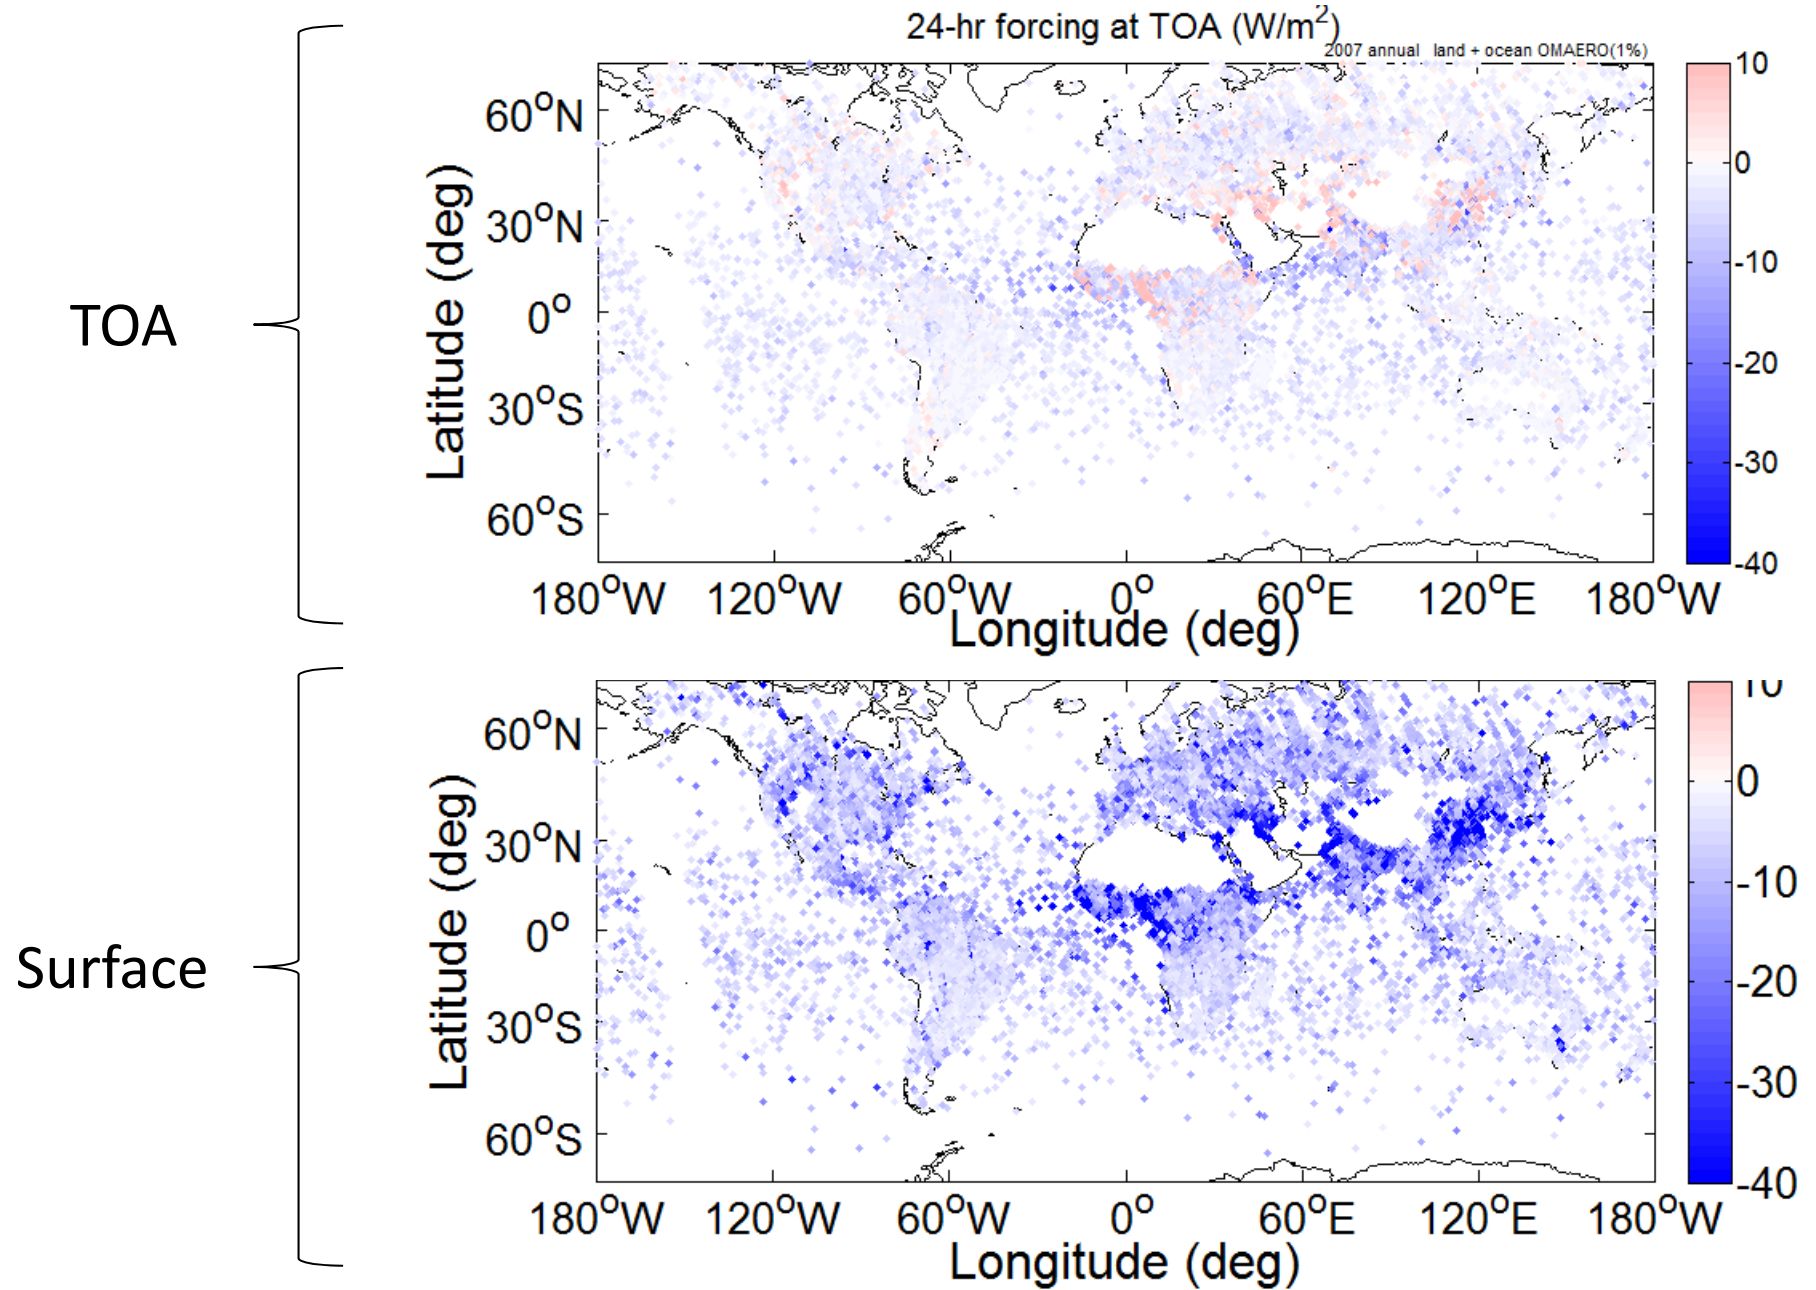 24-hr forcing at TOA (W/m²)
2007 annual land + ocean OMAERO(1%)
TOA
Latitude (deg)
60°N
30°N
0°
30°S
60°S
180°W 120°W 60°W 0° 60°E 120°E 180°W
Longitude (deg)
10
0
-10
-20
-30
-40
Surface
Latitude (deg)
60°N
30°N
0°
30°S
60°S
180°W 120°W 60°W 0° 60°E 120°E 180°W
Longitude (deg)
10
0
-10
-20
-30
-40